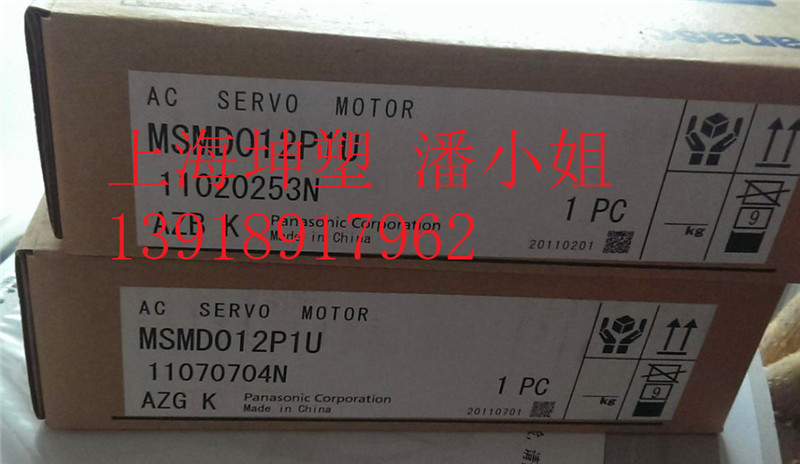 Panaso
AC SERVO MOTOR
MSMD012P1U
上海坤塑 潘小姐
11020253N
1 PC
13918917962
AZB K
Panasonic Corporation
Made in China
20110201
kg
9
AC SERVO MOTOR
MSMD012P1U
11070704N
1 PC
AZG K
Panasonic Corporation
Made in China
20110701
kg
9